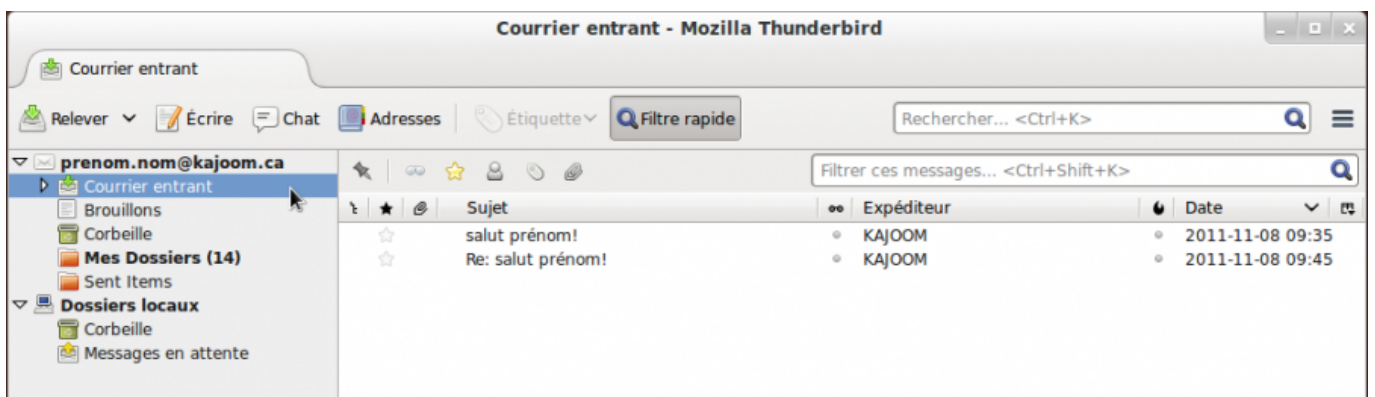 Courrier entrant - Mozilla Thunderbird
Courrier entrant
Relever Écrire Chat Adresses Étiquette Filtre rapide Rechercher... <Ctrl+K>
prenom.nom@kajoom.ca
Filtrer ces messages... <Ctrl+Shift+K>
Courrier entrant
Brouillons
Corbeille
Mes Dossiers (14)
Sent Items
Dossiers locaux
Corbeille
Messages en attente
Sujet Expéditeur Date
salut prénom! KAJOOM 2011-11-08 09:35
Re: salut prénom! KAJOOM 2011-11-08 09:45